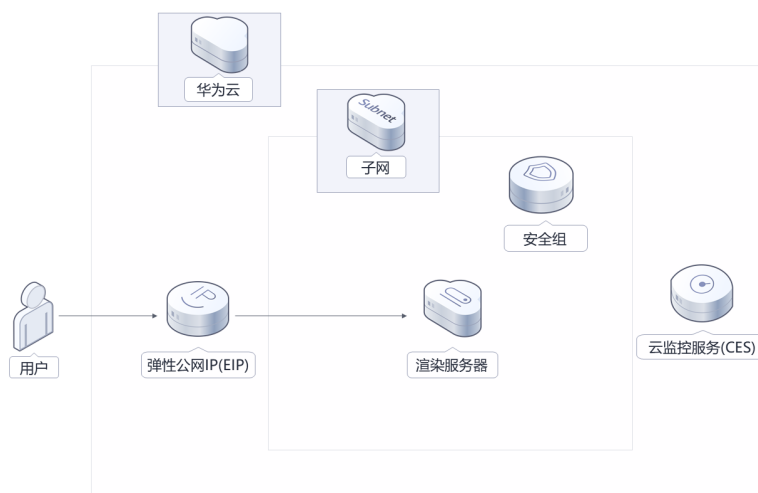 华为云
Subnet
子网
安全组
IP
用户
弹性公网IP(EIP)
渲染服务器
云监控服务(CES)